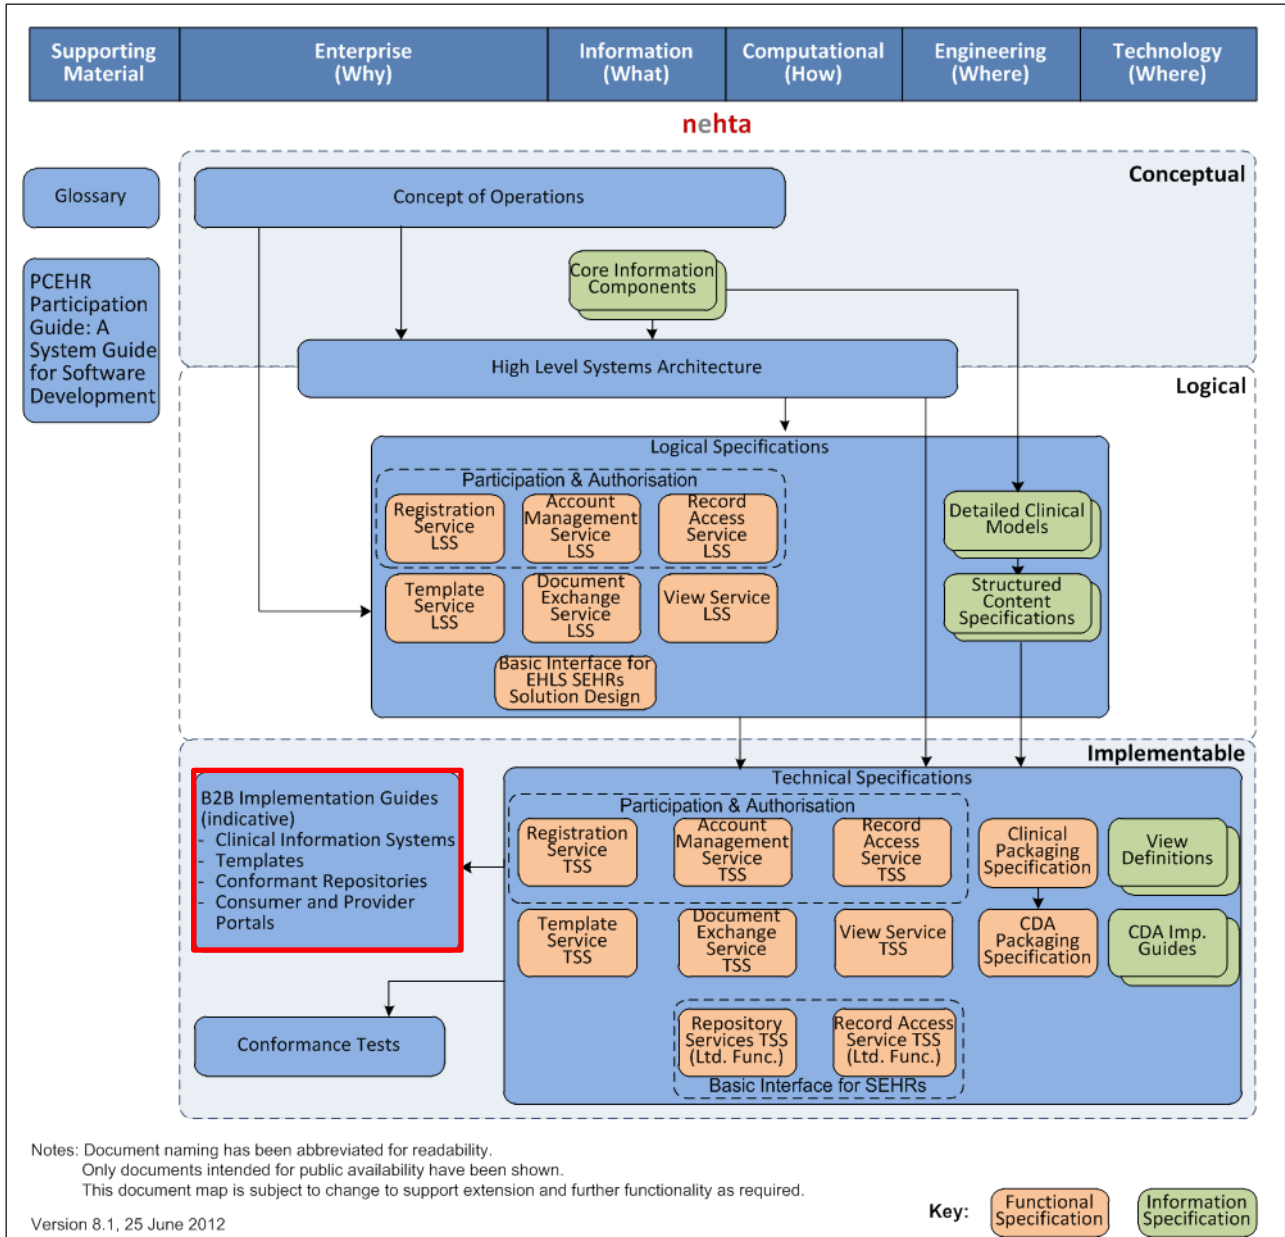 Supporting
Material
Enterprise
(Why)
Information
(What)
Computational
(How)
Engineering
(Where)
Technology
(Where)
nehta
Conceptual
Glossary
Concept of Operations
PCEHR
Participation
Guide: A
System Guide
for Software
Development
Core Information
Components
High Level Systems Architecture
Logical
Logical Specifications
Participation & Authorisation
Registration
Service
LSS
Account
Management
Service
LSS
Record
Access
Service
LSS
Detailed Clinical
Models
Template
Service
LSS
Document
Exchange
Service
LSS
View Service
LSS
Structured
Content
Specifications
Basic Interface for
EHLS SEHRs
Solution Design
Implementable
B2B Implementation Guides
(indicative)
- Clinical Information Systems
- Templates
- Conformant Repositories
- Consumer and Provider
Portals
Technical Specifications
Participation & Authorisation
Registration
Service
TSS
Account
Management
Service
TSS
Record
Access
Service
TSS
Clinical
Packaging
Specification
View
Definitions
Template
Service
TSS
Document
Exchange
Service
TSS
View Service
TSS
CDA
Packaging
Specification
CDA Imp.
Guides
Conformance Tests
Repository
Services TSS
(Ltd. Func.)
Record Access
Service TSS
(Ltd. Func.)
Basic Interface for SEHRs
Notes: Document naming has been abbreviated for readability.
Only documents intended for public availability have been shown.
This document map is subject to change to support extension and further functionality as required.
Version 8.1, 25 June 2012
Key:
Functional
Specification
Information
Specification